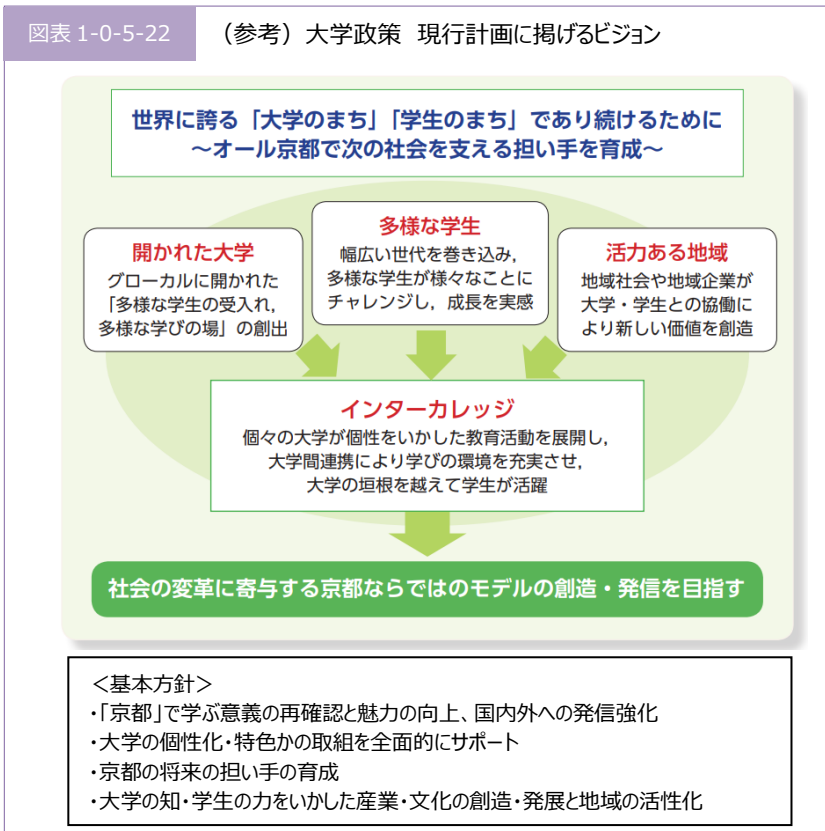 図表 1-0-5-22
(参考) 大学政策 現行計画に掲げるビジョン
世界に誇る「大学のまち」「学生のまち」であり続けるために
～オール京都で次の社会を支える担い手を育成～
開かれた大学
グローカルに開かれた
「多様な学生の受入れ，
多様な学びの場」の創出
多様な学生
幅広い世代を巻き込み，
多様な学生が様々なことに
チャレンジし，成長を実感
活力ある地域
地域社会や地域企業が
大学・学生との協働に
より新しい価値を創造
インターカレッジ
個々の大学が個性をいかした教育活動を展開し，
大学間連携により学びの環境を充実させ，
大学の垣根を越えて学生が活躍
社会の変革に寄与する京都ならではのモデルの創造・発信を目指す
＜基本方針＞
・「京都」で学ぶ意義の再確認と魅力の向上、国内外への発信強化
・大学の個性化・特色かの取組を全面的にサポート
・京都の将来の担い手の育成
・大学の知・学生の力をいかした産業・文化の創造・発展と地域の活性化